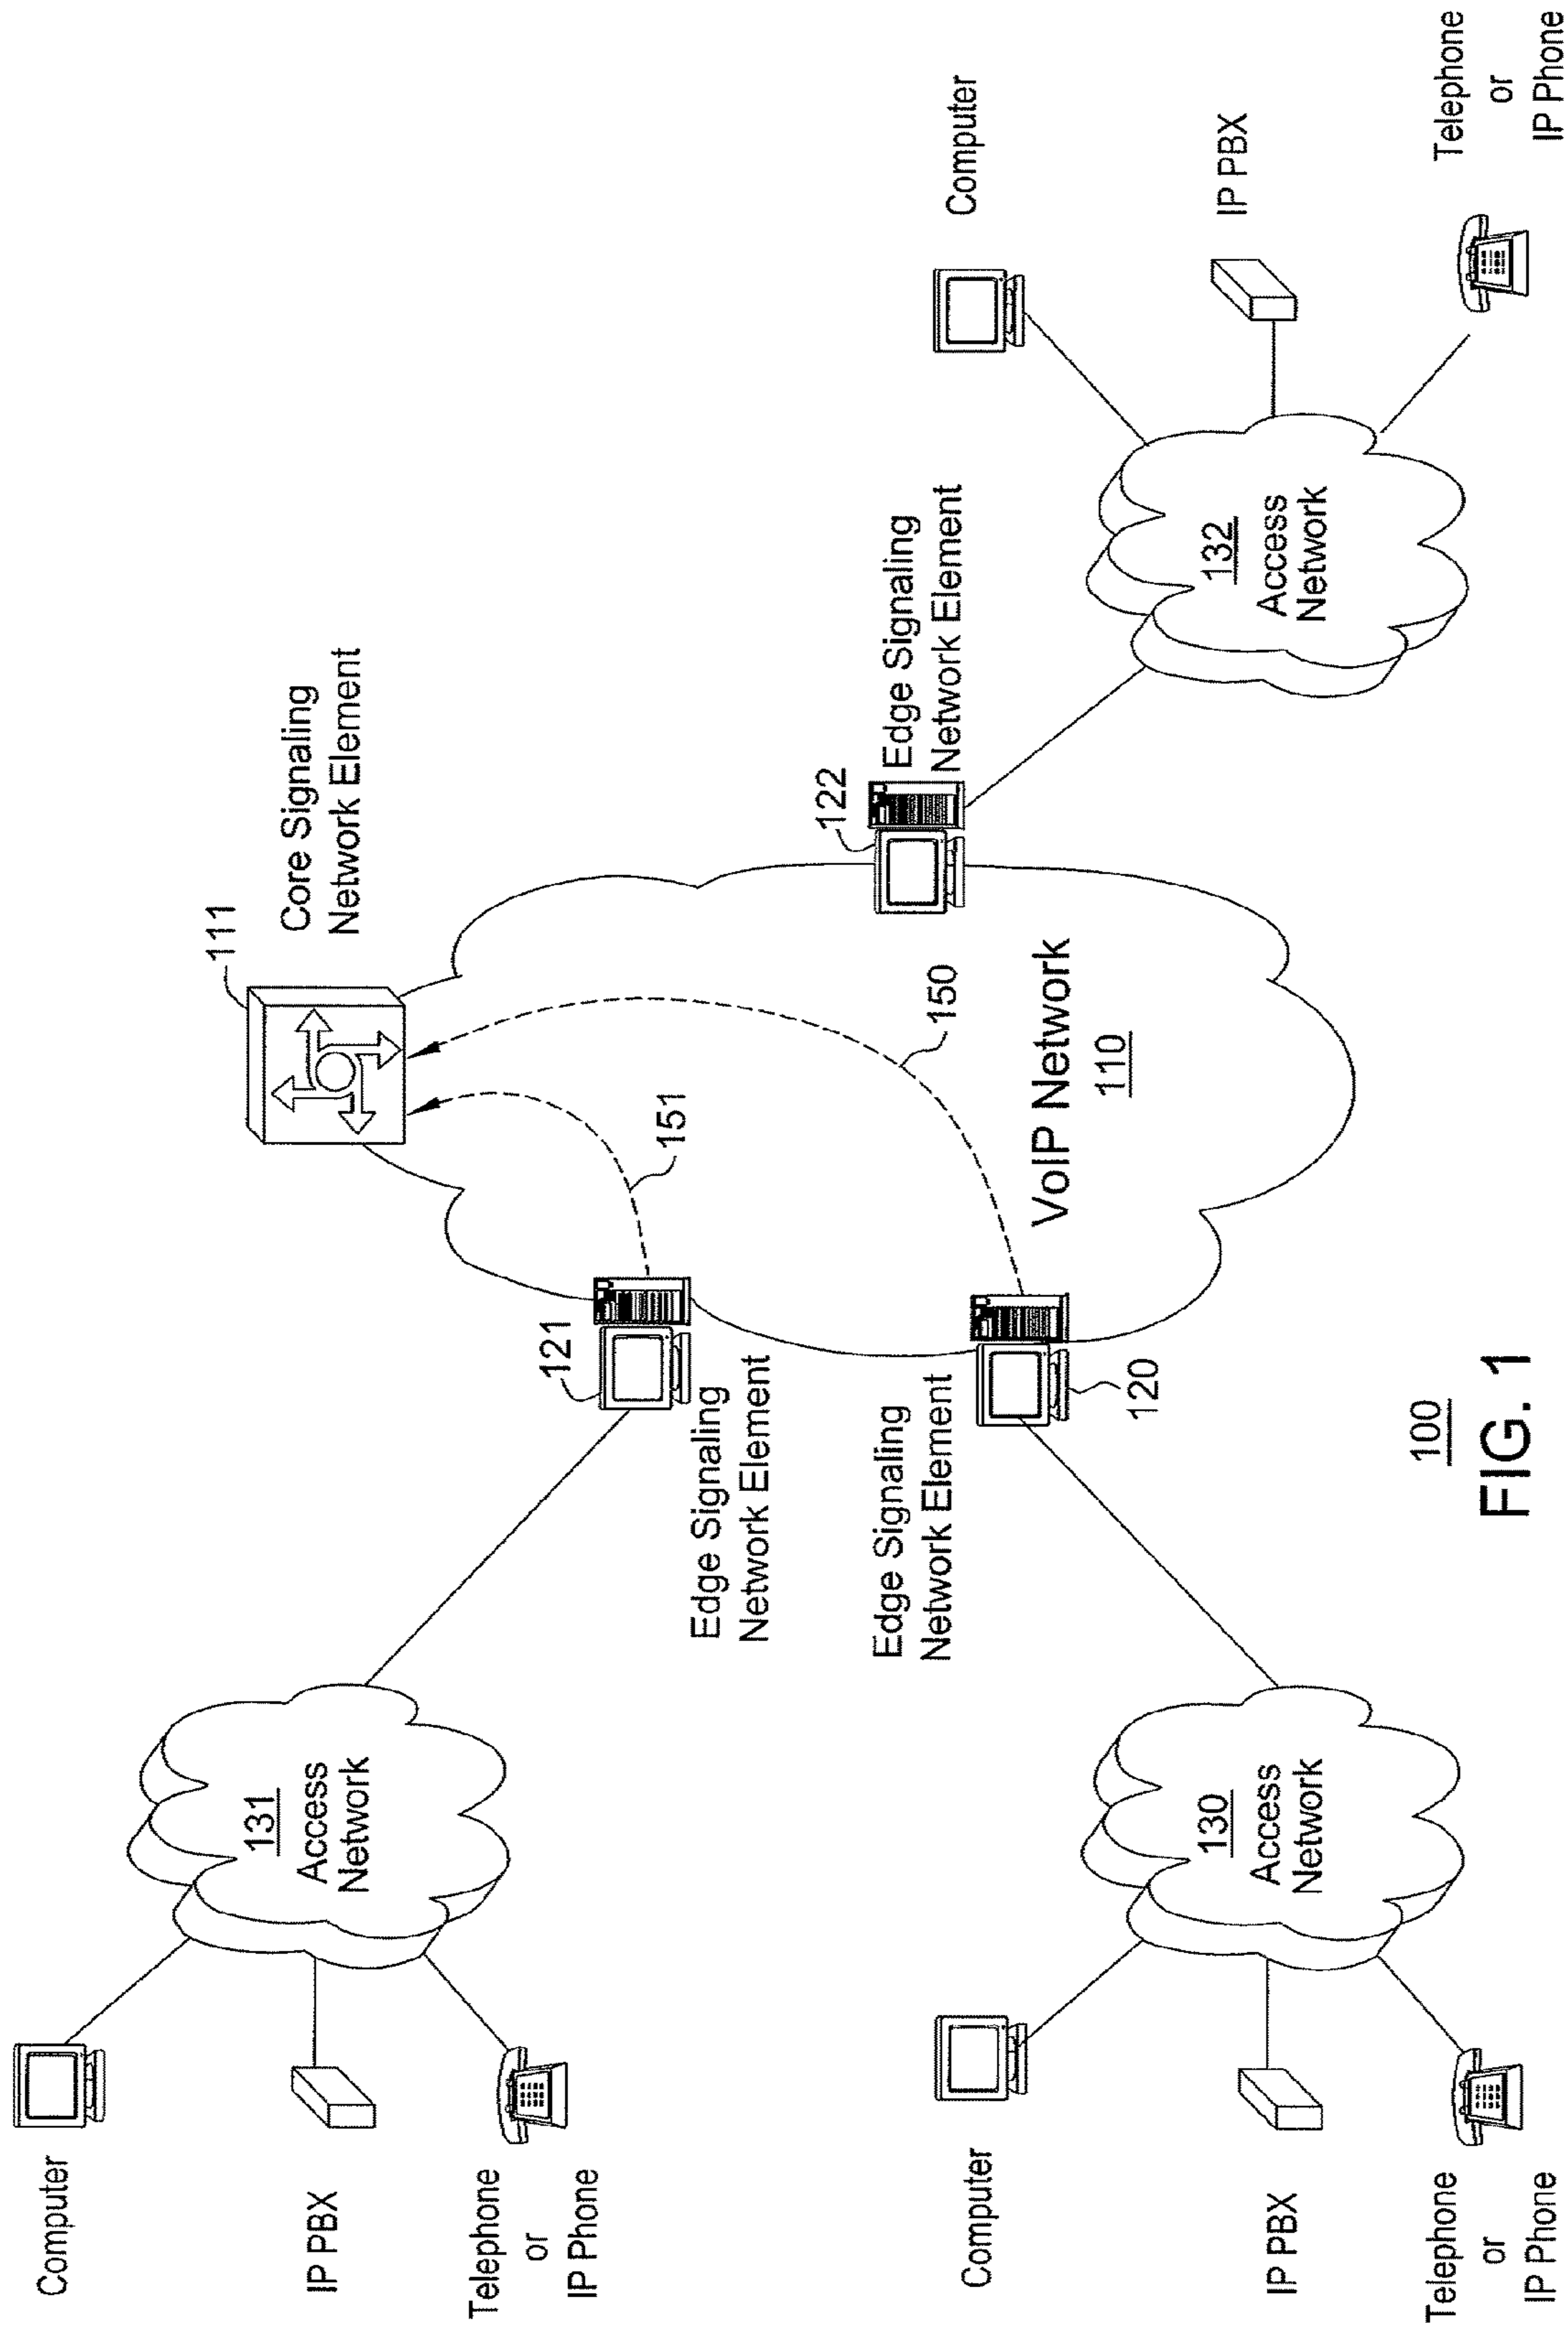 Computer
IP PBX
Telephone
or
IP Phone
131
Access
Network
121
Edge Signaling
Network Element
151
111
Core Signaling
Network Element
Computer
IP PBX
Telephone
or
IP Phone
130
Access
Network
Edge Signaling
Network Element
120
150
VoIP Network
110
122
Edge Signaling
Network Element
132
Access
Network
Computer
IP PBX
Telephone
or
IP Phone
100
FIG. 1